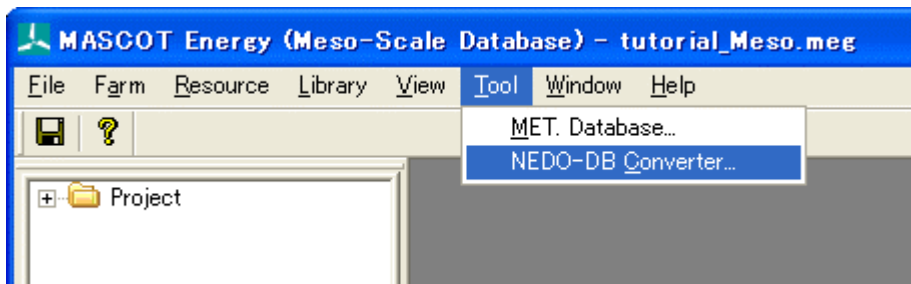 MASCOT Energy (Meso-Scale Database) - tutorial_Meso.meg
File Farm Resource Library View Tool Window Help
MET. Database...
NEDO-DB Converter...
Project